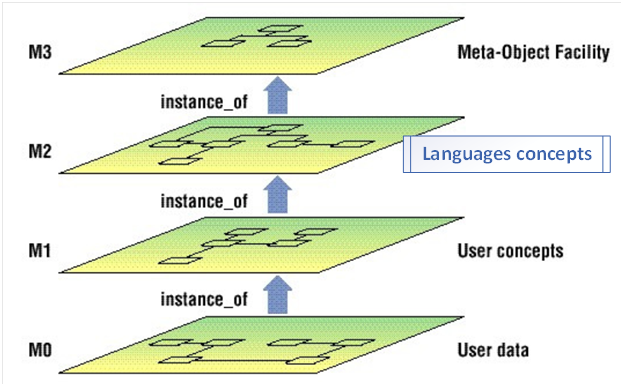 M3
Meta-Object Facility
instance_of
M2
Languages concepts
instance_of
M1
User concepts
instance_of
M0
User data